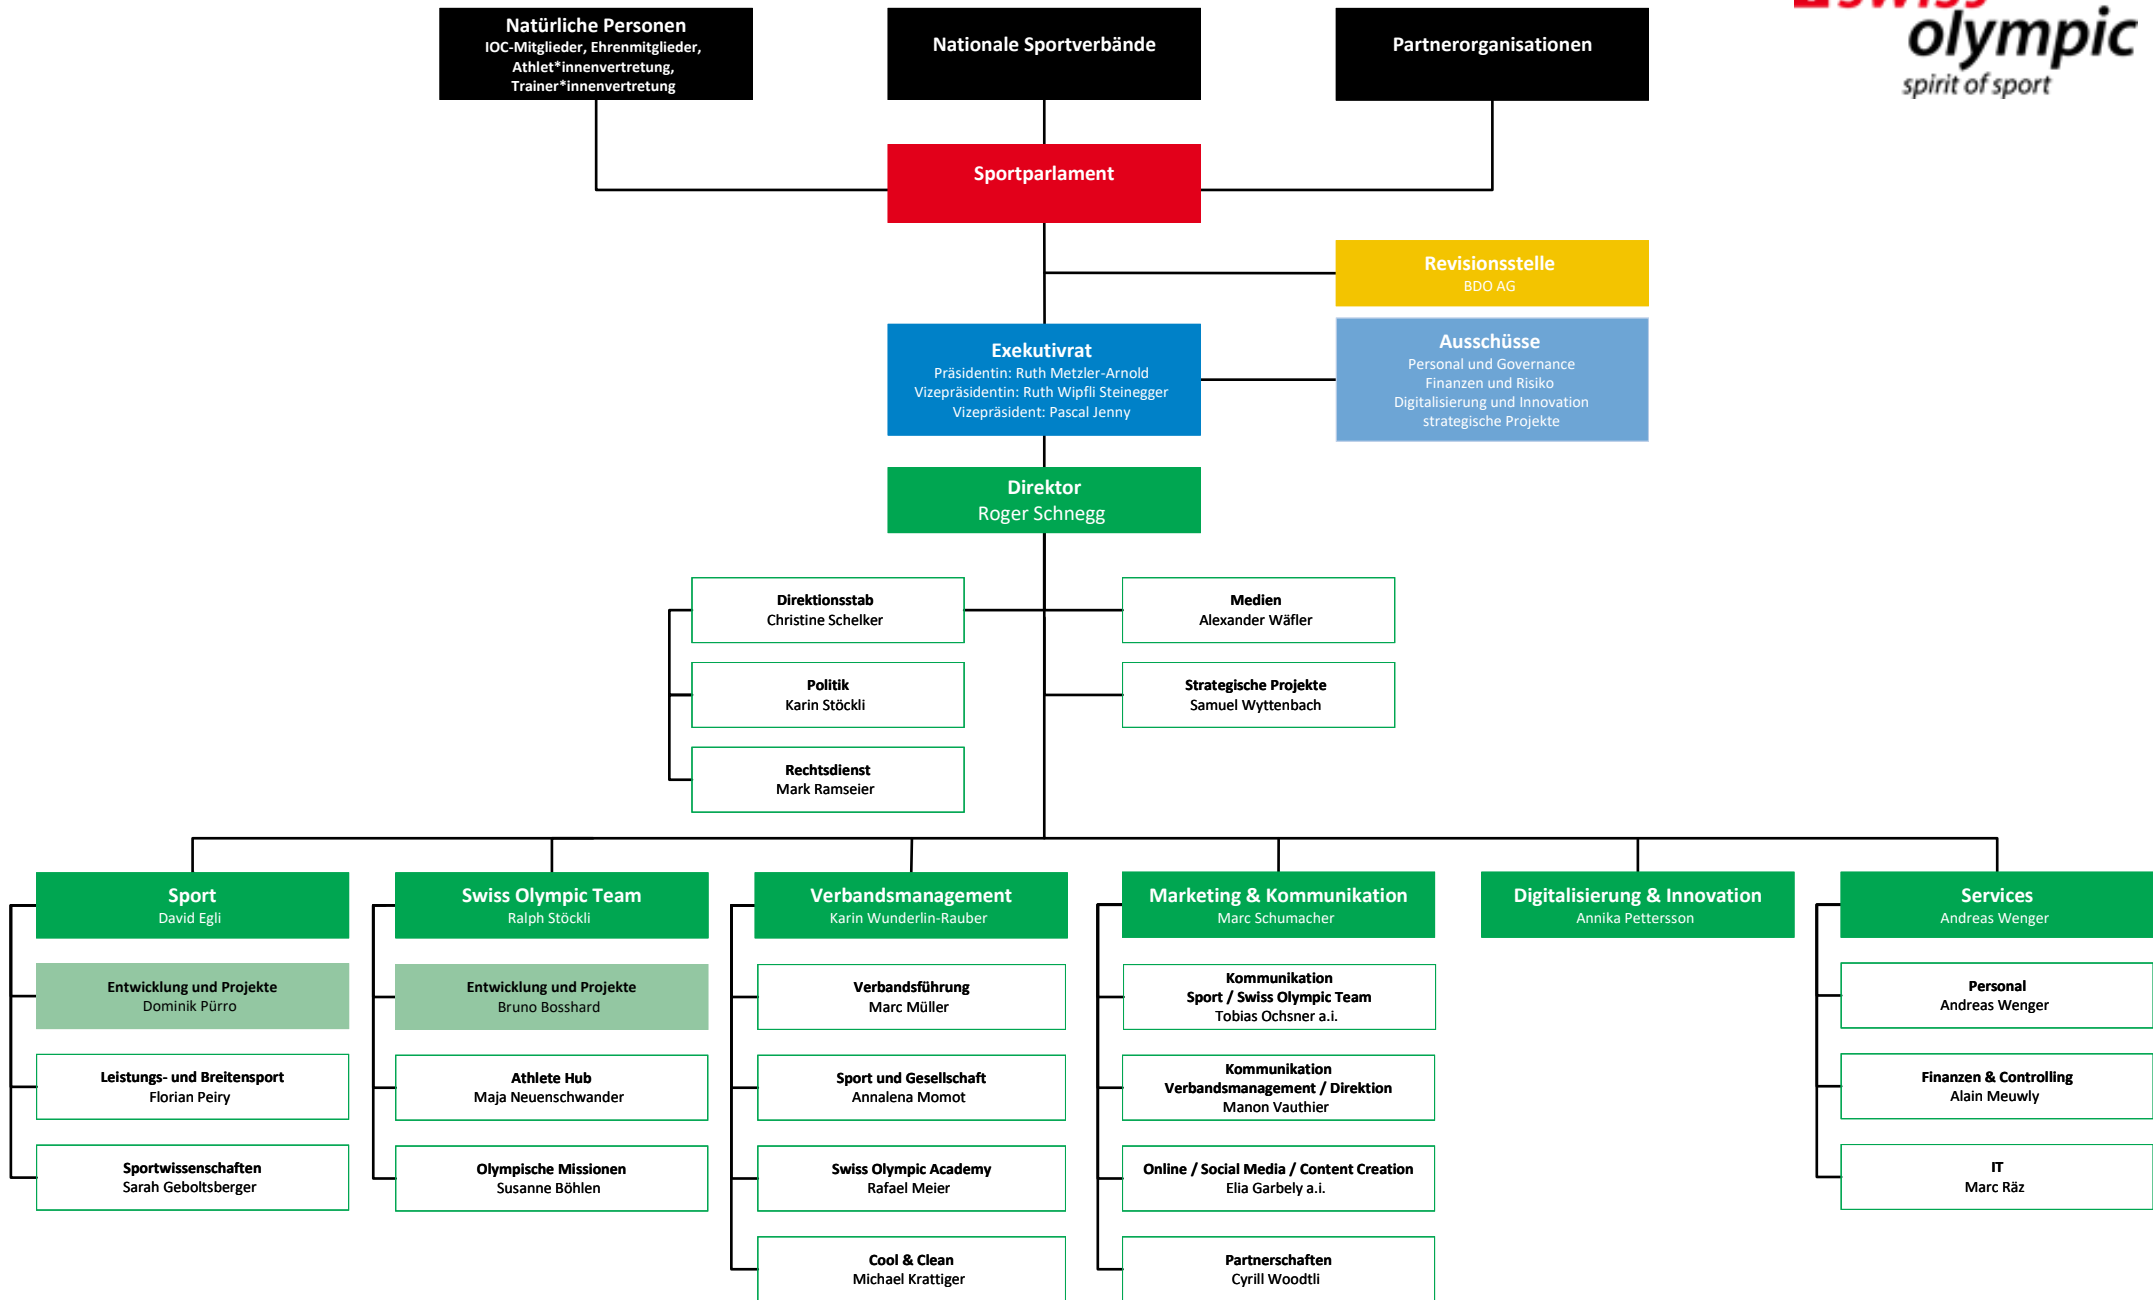 Natürliche Personen
IOC-Mitglieder, Ehrenmitglieder,
Athlet*innenvertretung,
Trainer*innenvertretung
Nationale Sportverbände
Partnerorganisationen
swiss
olympic
spirit of sport
Sportparlament
Revisionsstelle
BDO AG
Exekutivrat
Präsidentin: Ruth Metzler-Arnold
Vizepräsidentin: Ruth Wipfli Steinegger
Vizepräsident: Pascal Jenny
Ausschüsse
Personal und Governance
Finanzen und Risiko
Digitalisierung und Innovation
strategische Projekte
Direktor
Roger Schnegg
Direktionsstab
Christine Schelker
Medien
Alexander Wäfler
Politik
Karin Stöckli
Strategische Projekte
Samuel Wyttenbach
Rechtsdienst
Mark Ramseier
Sport
David Egli
Entwicklung und Projekte
Dominik Pürro
Leistungs- und Breitensport
Florian Peiry
Sportwissenschaften
Sarah Geboltsberger
Swiss Olympic Team
Ralph Stöckli
Entwicklung und Projekte
Bruno Bosshard
Athlete Hub
Maja Neuenschwander
Olympische Missionen
Susanne Böhlen
Verbandsmanagement
Karin Wunderlin-Rauber
Verbandsführung
Marc Müller
Sport und Gesellschaft
Annalena Momot
Swiss Olympic Academy
Rafael Meier
Cool & Clean
Michael Krattiger
Marketing & Kommunikation
Marc Schumacher
Kommunikation
Sport / Swiss Olympic Team
Tobias Ochsner a.i.
Kommunikation
Verbandsmanagement / Direktion
Manon Vauthier
Online / Social Media / Content Creation
Elia Garbely a.i.
Partnerschaften
Cyrill Woodtli
Digitalisierung & Innovation
Annika Pettersson
Services
Andreas Wenger
Personal
Andreas Wenger
Finanzen & Controlling
Alain Meuwly
IT
Marc Räz